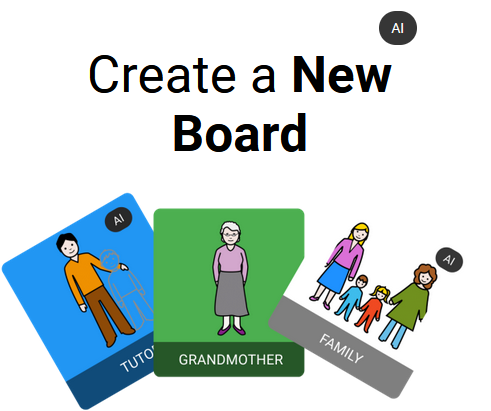 AI
Create a New
Board
AI
TUTO
GRANDMOTHER
AI
FAMILY